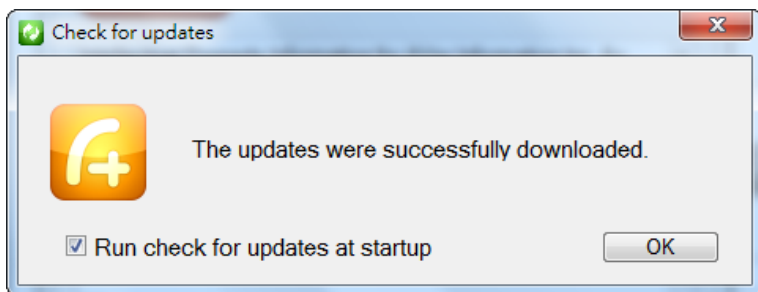 Check for updates
The updates were successfully downloaded.
Run check for updates at startup
OK